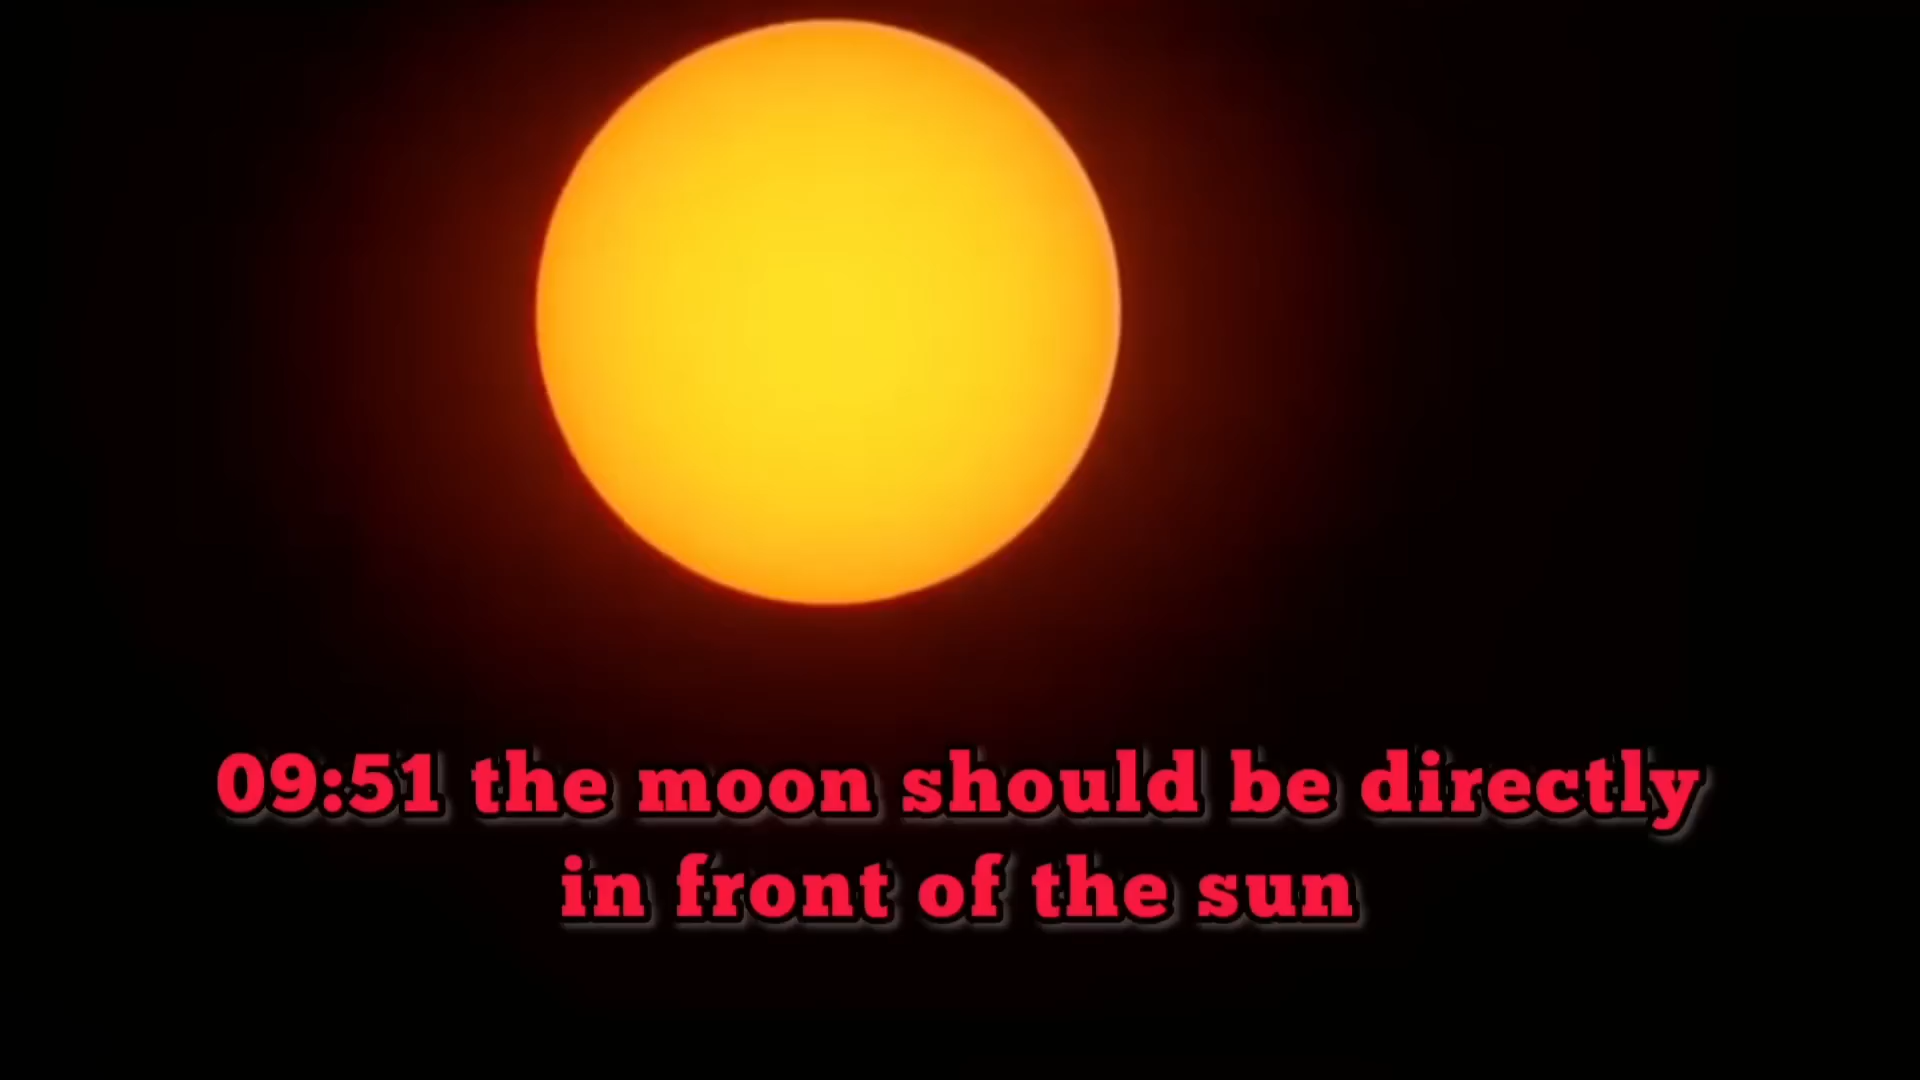 09:51 the moon should be directly
in front of the sun